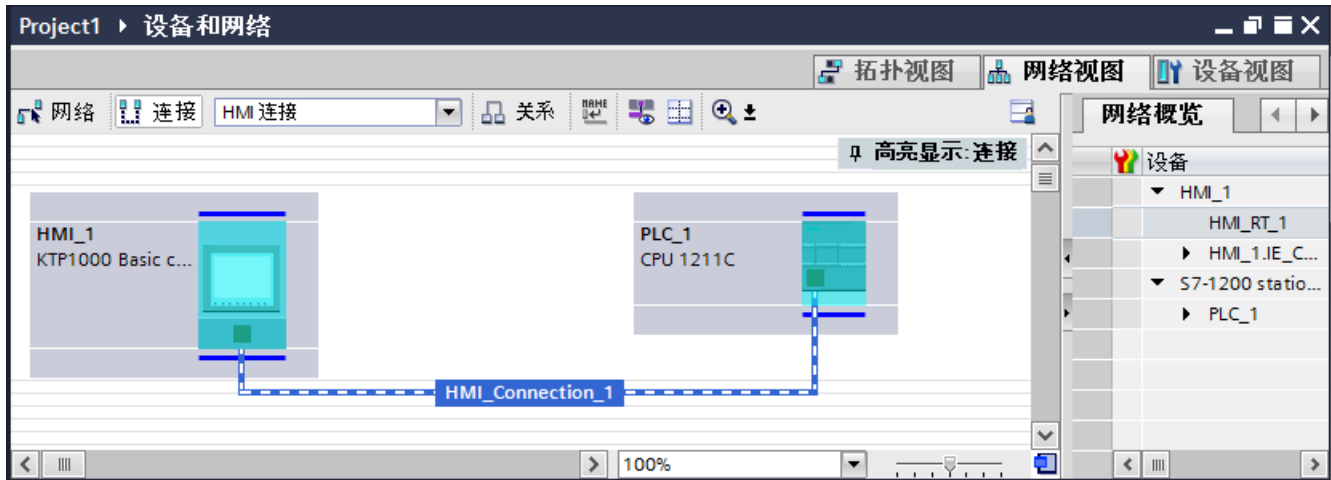 Project1 ▸ 设备和网络
拓扑视图 网络视图 设备视图
网络 连接 HMI 连接 关系 NAME
网络概览
高亮显示:连接
设备
HMI_1
KTP1000 Basic c...
PLC_1
CPU 1211C
HMI_Connection_1
HMI_1
HMI_RT_1
HMI_1.IE_C...
S7-1200 statio...
PLC_1
100%